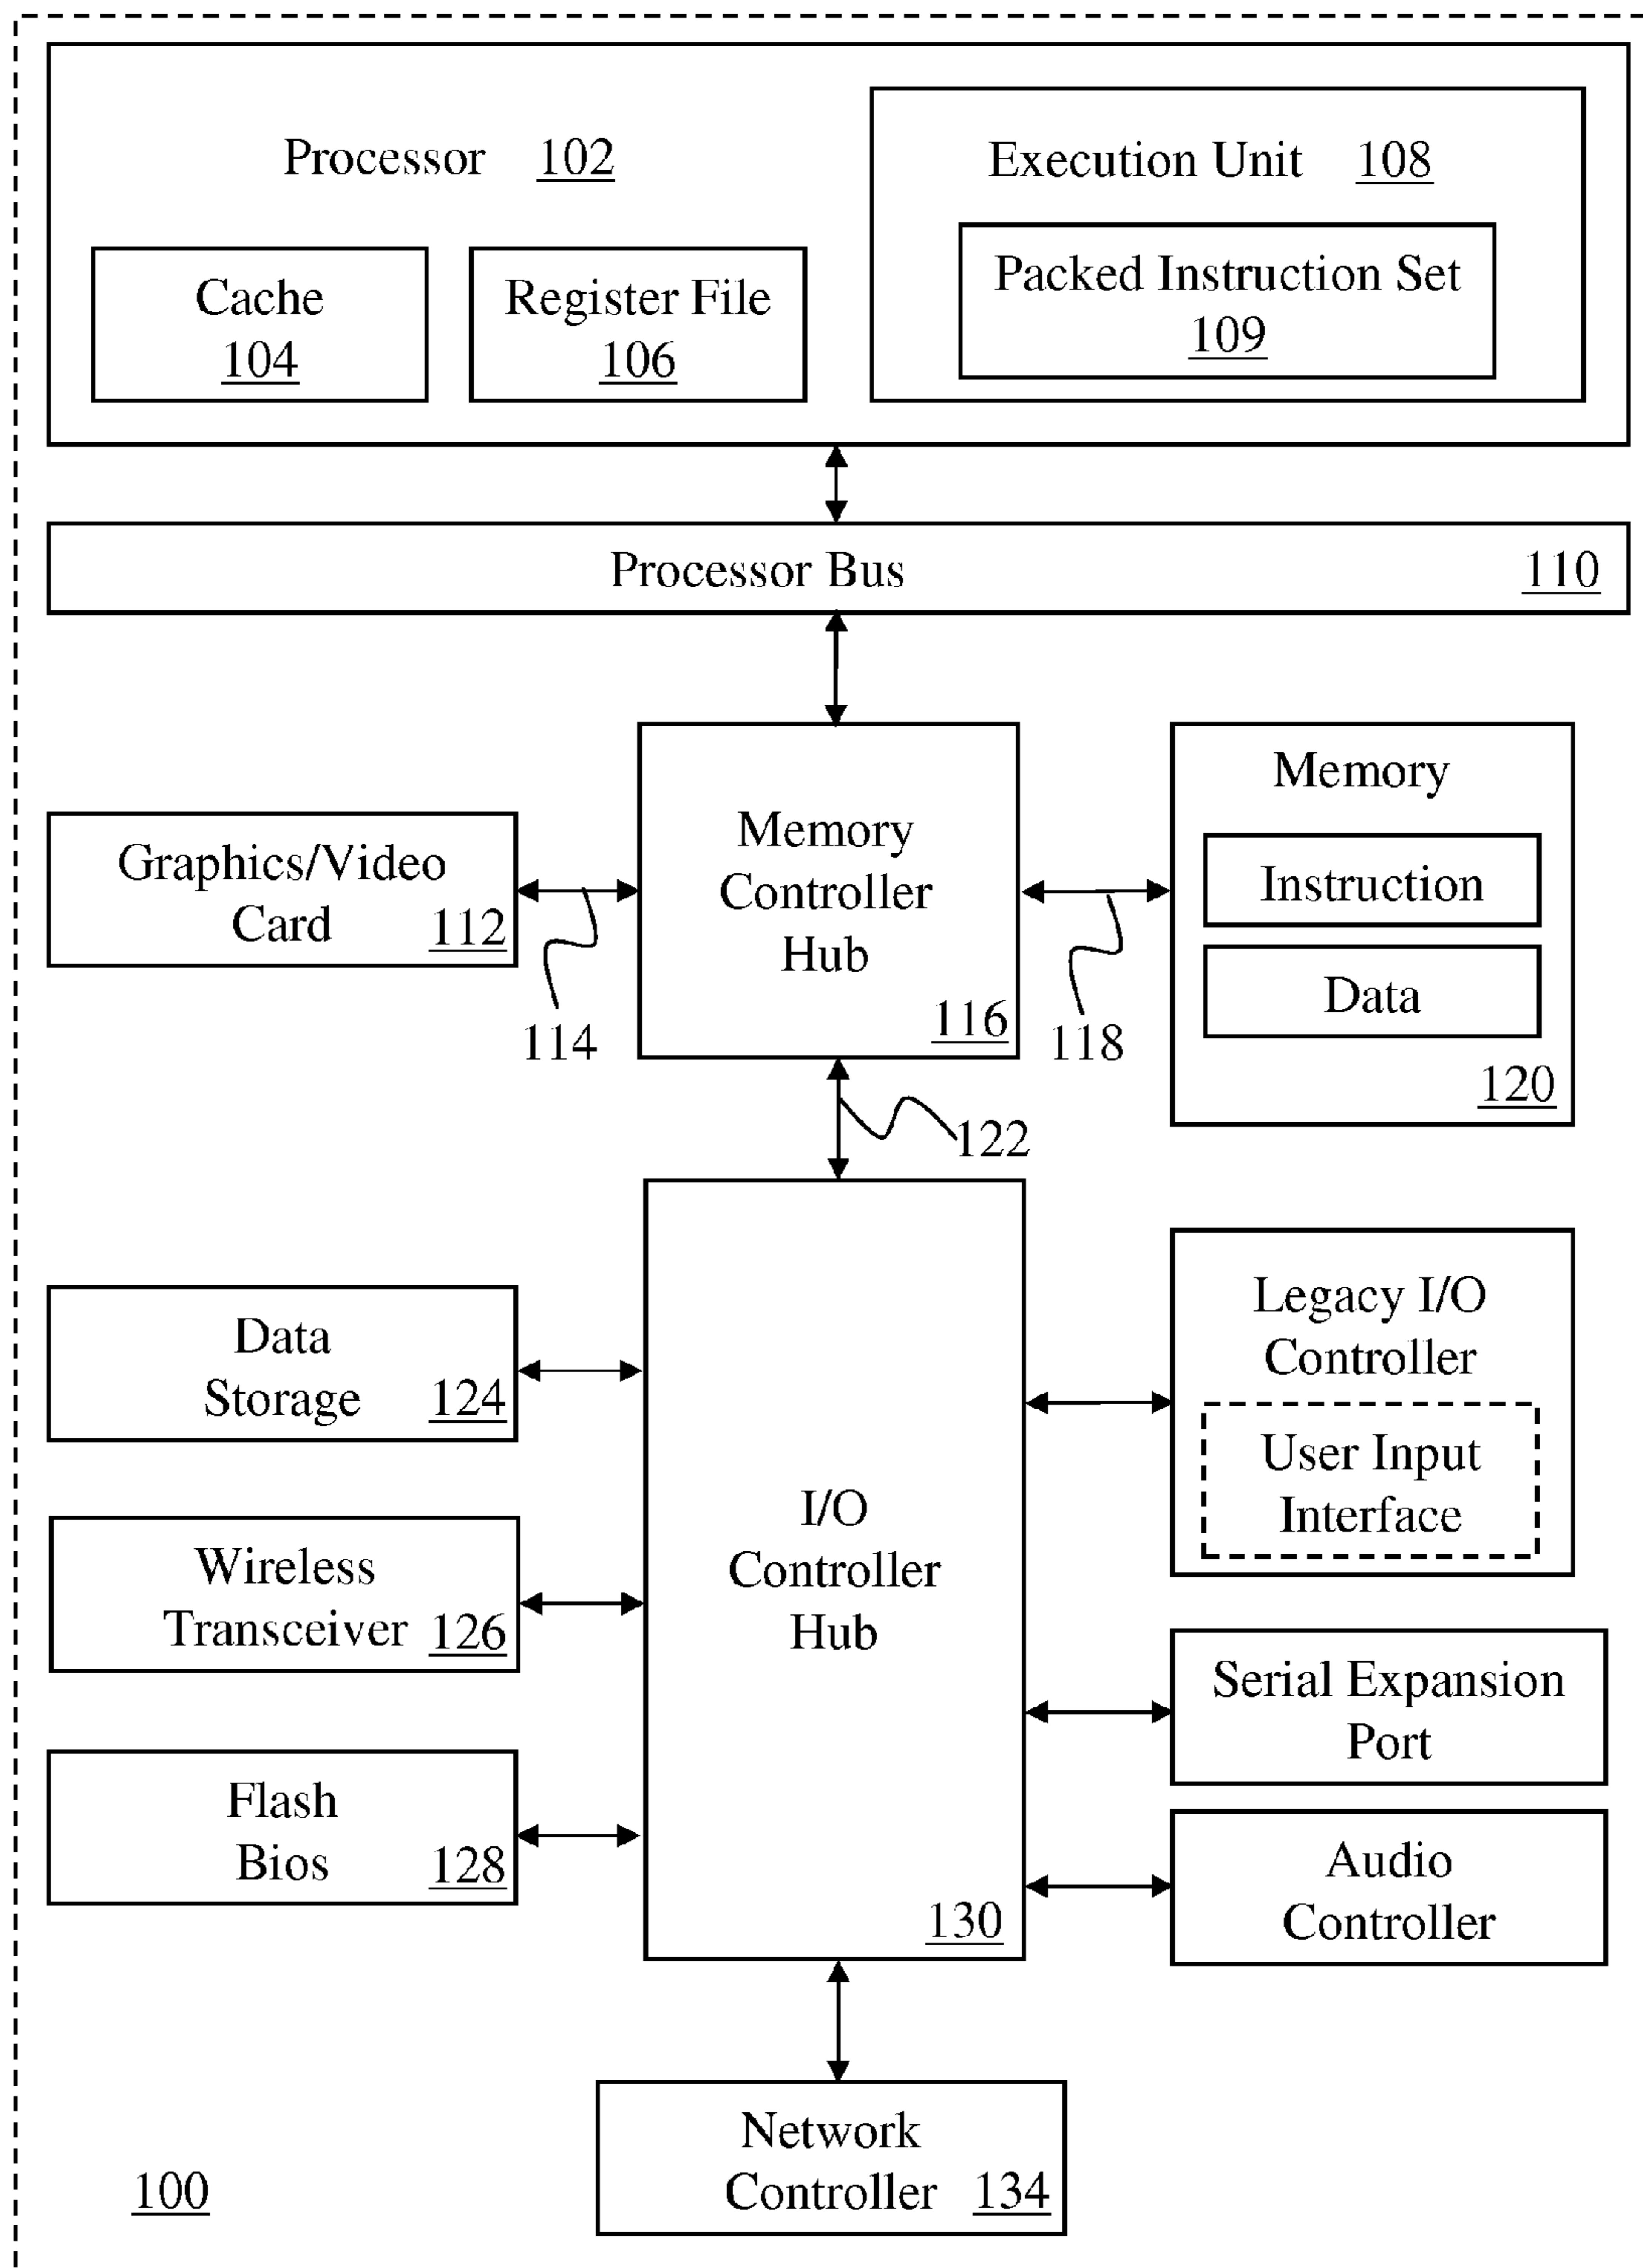 Processor 102
Execution Unit 108
Packed Instruction Set
109
Cache
104
Register File
106
Processor Bus 110
Graphics/Video
Card 112
114
Memory
Controller
Hub
116
118
Memory
Instruction
Data
120
122
Data
Storage 124
Wireless
Transceiver 126
Flash
Bios 128
I/O
Controller
Hub
130
Legacy I/O
Controller
User Input
Interface
Serial Expansion
Port
Audio
Controller
Network
Controller 134
100